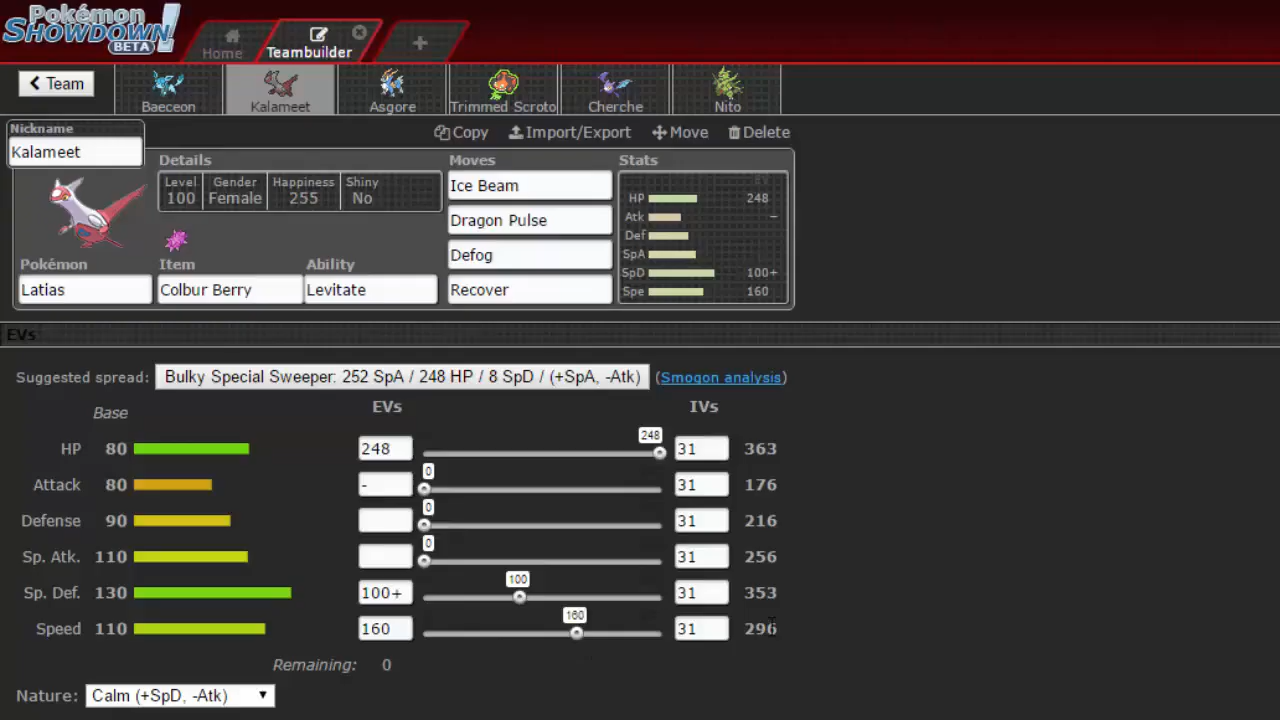 Pokémon
SHOWDOWN!
BETA
Home
Teambuilder
+
Team
Baeceon
Kalameet
Asgore
Trimmed Scroto
Cherche
Nito
Copy
Import/Export
Move
Delete
Nickname
Kalameet
Details
Level
100
Gender
Female
Happiness
255
Shiny
No
Pokémon
Latias
Item
Colbur Berry
Ability
Levitate
Moves
Ice Beam
Dragon Pulse
Defog
Recover
Stats
EV
HP 248
Atk -
Def
SpA
SpD 100+
Spe 160
EVs
Suggested spread: Bulky Special Sweeper: 252 SpA / 248 HP / 8 SpD / (+SpA, -Atk) (Smogon analysis)
Base EVs IVs
HP 80 248 248 31 363
Attack 80 - 0 31 176
Defense 90 0 31 216
Sp. Atk. 110 0 31 256
Sp. Def. 130 100+ 100 31 353
Speed 110 160 160 31 296
Remaining: 0
Nature: Calm (+SpD, -Atk)